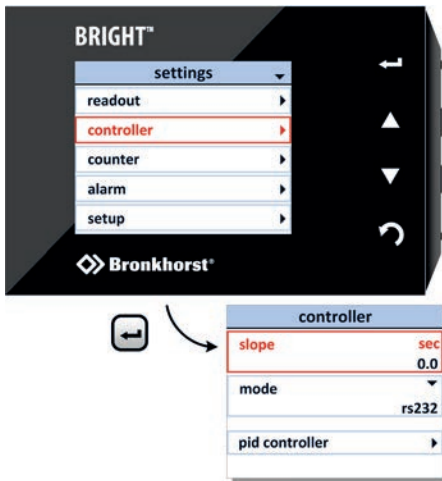 BRIGHT™
settings
readout
controller
counter
alarm
setup
Bronkhorst®
controller
slope sec
0.0
mode
rs232
pid controller